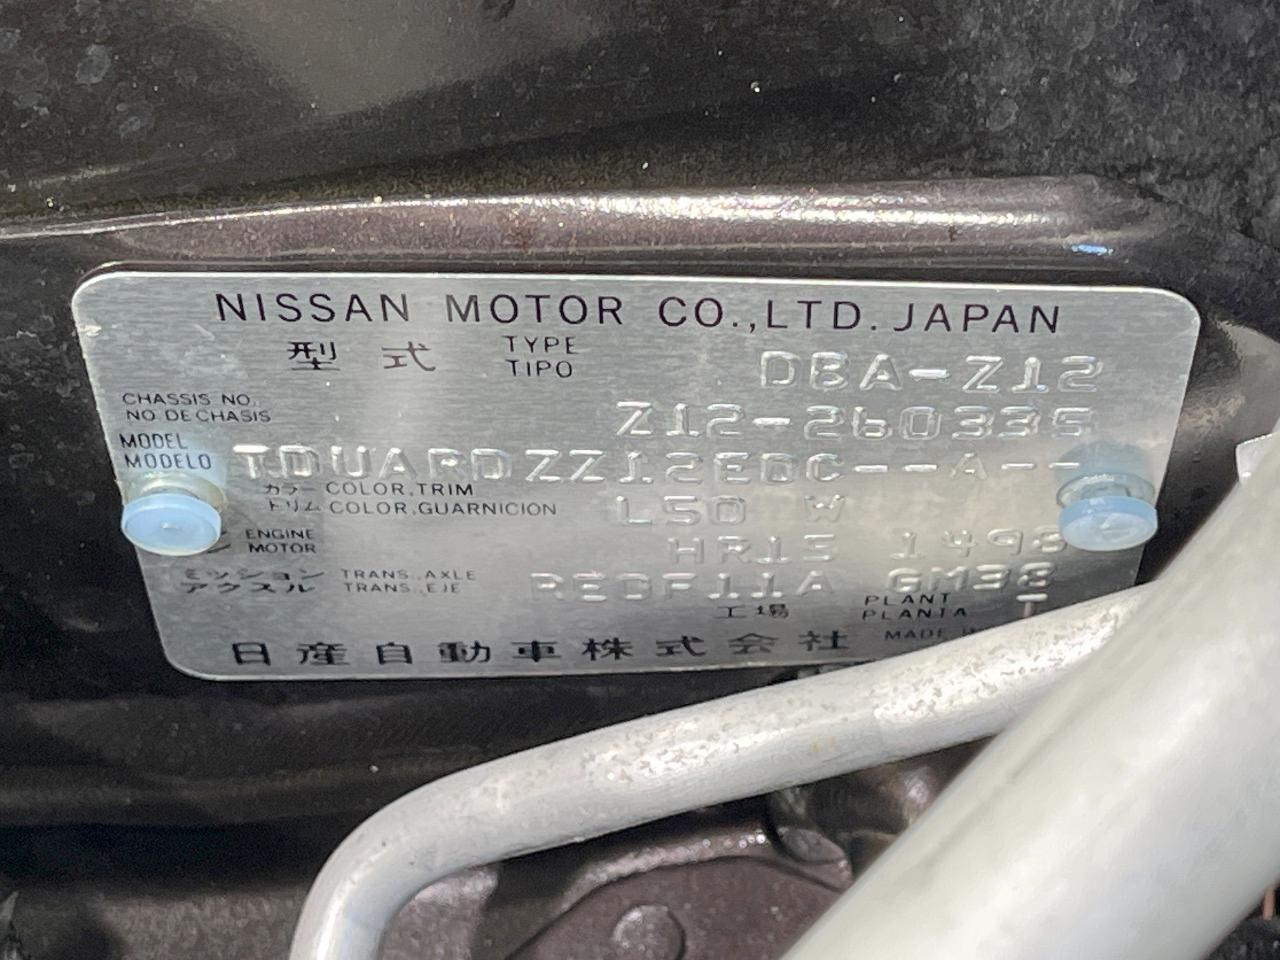 NISSAN MOTOR CO.,LTD. JAPAN
型式 TYPE TIPO DBA-Z12
CHASSIS NO.
NO.DE CHASIS Z12-260335
MODEL
MODELO TDUARDZZ12EDC--A--
カラー COLOR,TRIM
トリム COLOR,GUARNICION L50 W
ENGINE
MOTOR HR15 1498
ミッション TRANS.,AXLE
アクスル TRANS.,EJE RE0F11A GM38
工場 PLANT
PLANTA
日産自動車株式会社 MADE IN